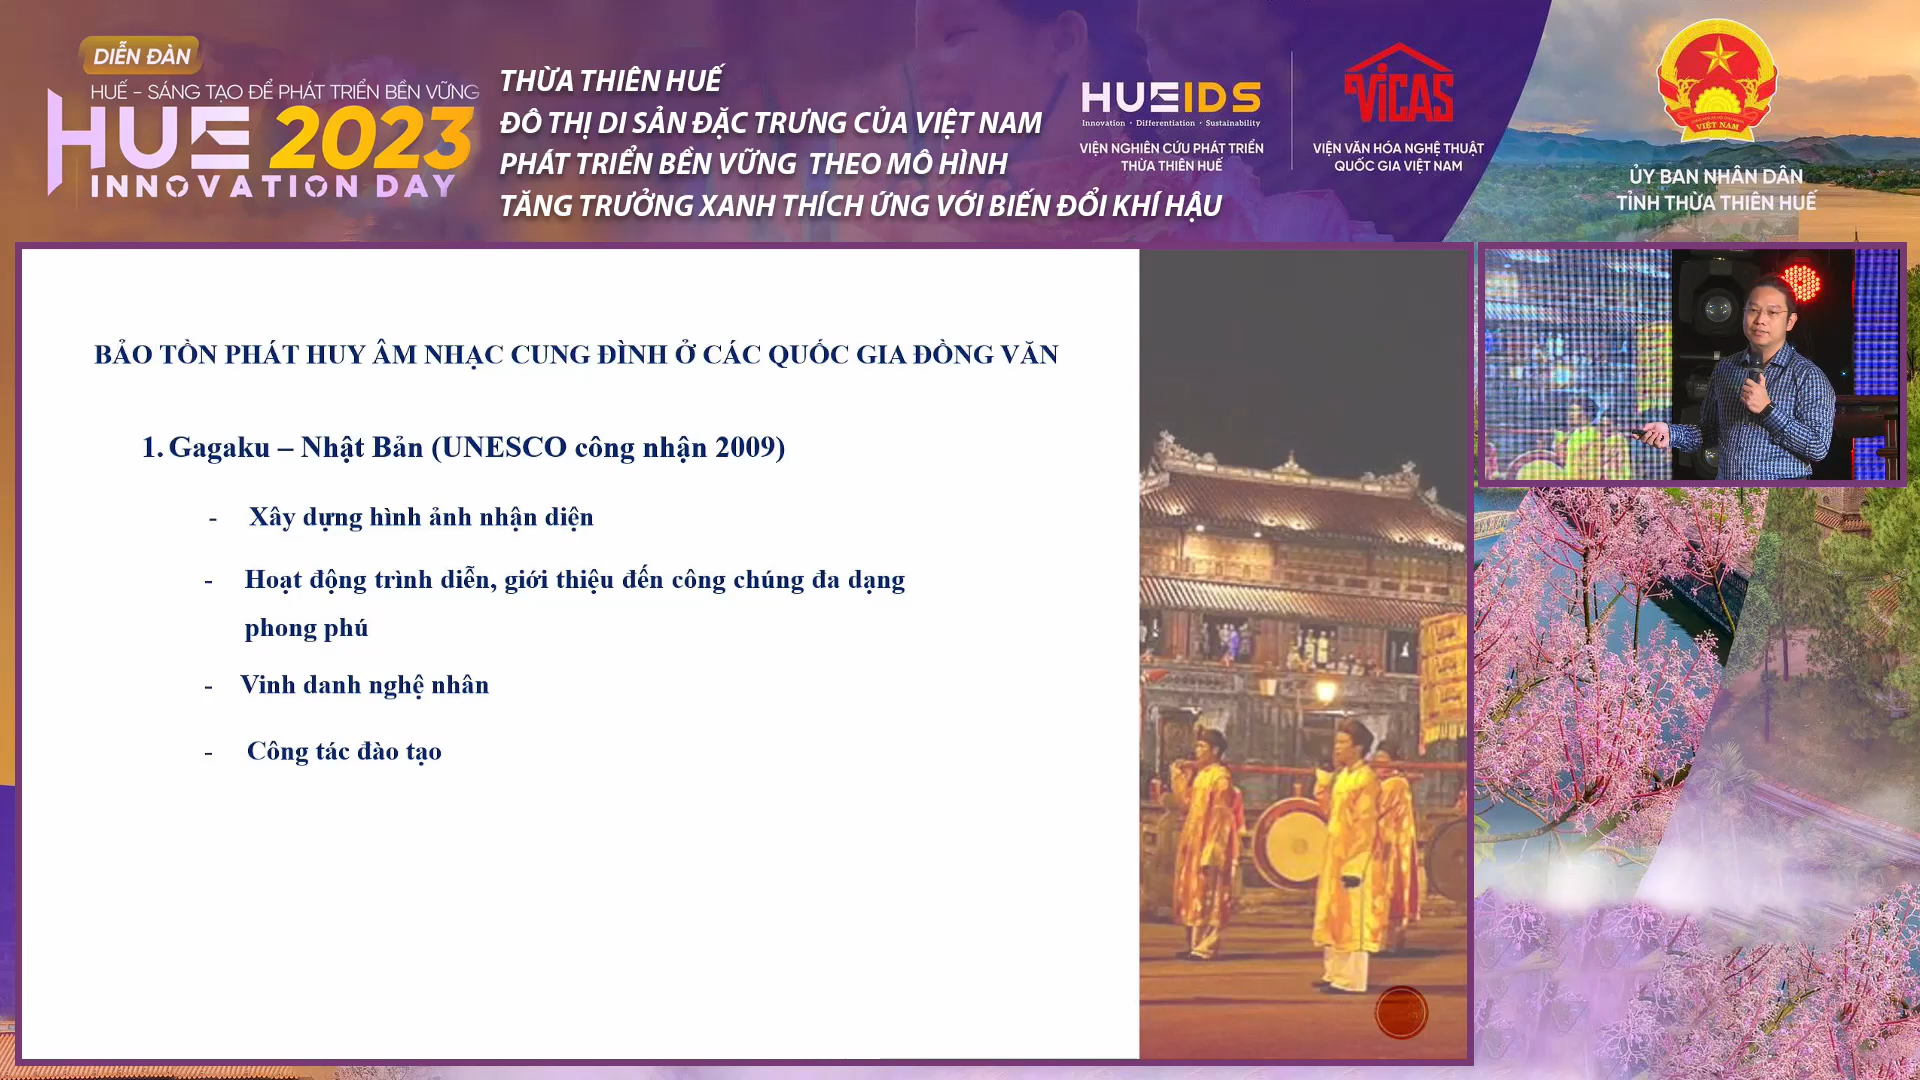 DIỄN ĐÀN
HUẾ – SÁNG TẠO ĐỂ PHÁT TRIỂN BỀN VỮNG
HUE 2023
INNOVATION DAY
THỪA THIÊN HUẾ
ĐÔ THỊ DI SẢN ĐẶC TRƯNG CỦA VIỆT NAM
PHÁT TRIỂN BỀN VỮNG THEO MÔ HÌNH
TĂNG TRƯỞNG XANH THÍCH ỨNG VỚI BIẾN ĐỔI KHÍ HẬU
HUEIDS
Innovation · Differentiation · Sustainability
VIỆN NGHIÊN CỨU PHÁT TRIỂN
THỪA THIÊN HUẾ
VICAS
VIỆN VĂN HÓA NGHỆ THUẬT
QUỐC GIA VIỆT NAM
VIỆT NAM
ỦY BAN NHÂN DÂN
TỈNH THỪA THIÊN HUẾ
BẢO TỒN PHÁT HUY ÂM NHẠC CUNG ĐÌNH Ở CÁC QUỐC GIA ĐỒNG VĂN
1. Gagaku – Nhật Bản (UNESCO công nhận 2009)
- Xây dựng hình ảnh nhận diện
- Hoạt động trình diễn, giới thiệu đến công chúng đa dạng
phong phú
- Vinh danh nghệ nhân
- Công tác đào tạo